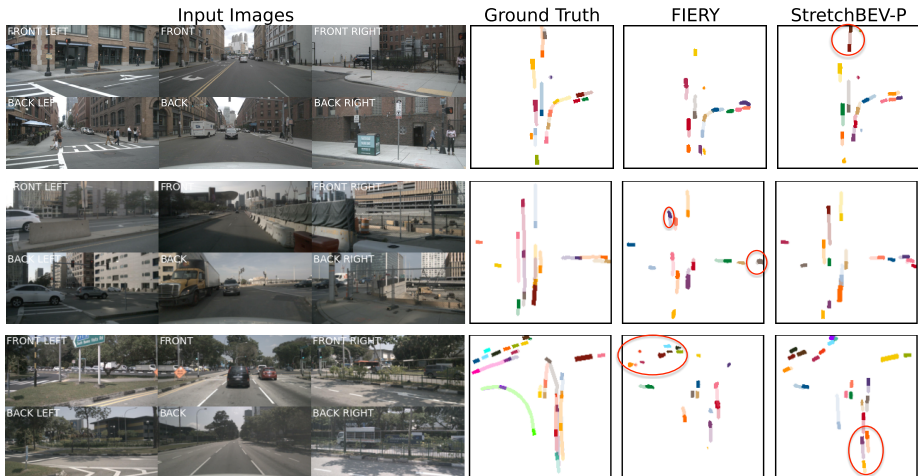 Input Images Ground Truth FIERY StretchBEV-P
FRONT LEFT FRONT FRONT RIGHT
BACK LEF BACK BACK RIGHT
FRONT LEFT FRONT FRONT RIGHT
BACK LEFT BACK BACK RIGHT
FRONT LEFT FRONT FRONT RIGHT
BACK LEFT BACK BACK RIGHT